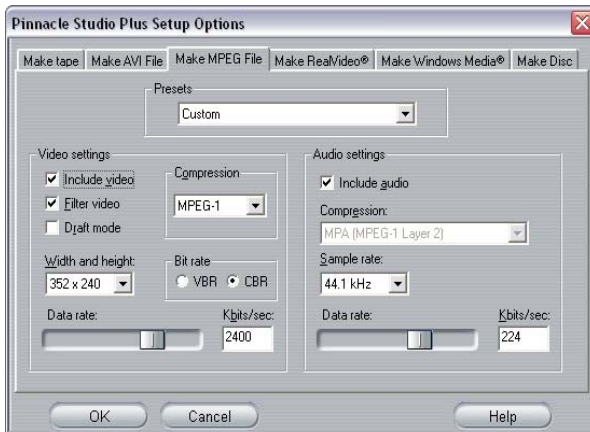 Pinnacle Studio Plus Setup Options
Make tape
Make AVI File
Make MPEG File
Make RealVideo®
Make Windows Media®
Make Disc
Presets
Custom
Video settings
Include video
Filter video
Draft mode
Compression
MPEG-1
Width and height:
352 x 240
Bit rate
VBR
CBR
Data rate:
Kbits/sec:
2400
Audio settings
Include audio
Compression:
MPA (MPEG-1 Layer 2)
Sample rate:
44.1 kHz
Data rate:
Kbits/sec:
224
OK
Cancel
Help